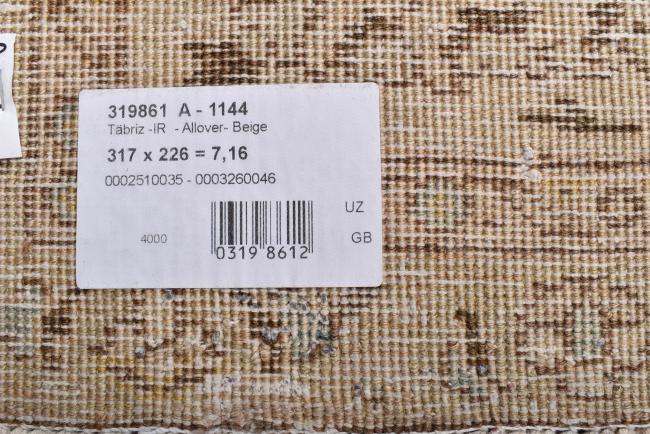 319861 A - 1144
Täbriz -IR - Allover- Beige
317 x 226 = 7,16
0002510035 - 0003260046
UZ
4000
GB
0319 8612